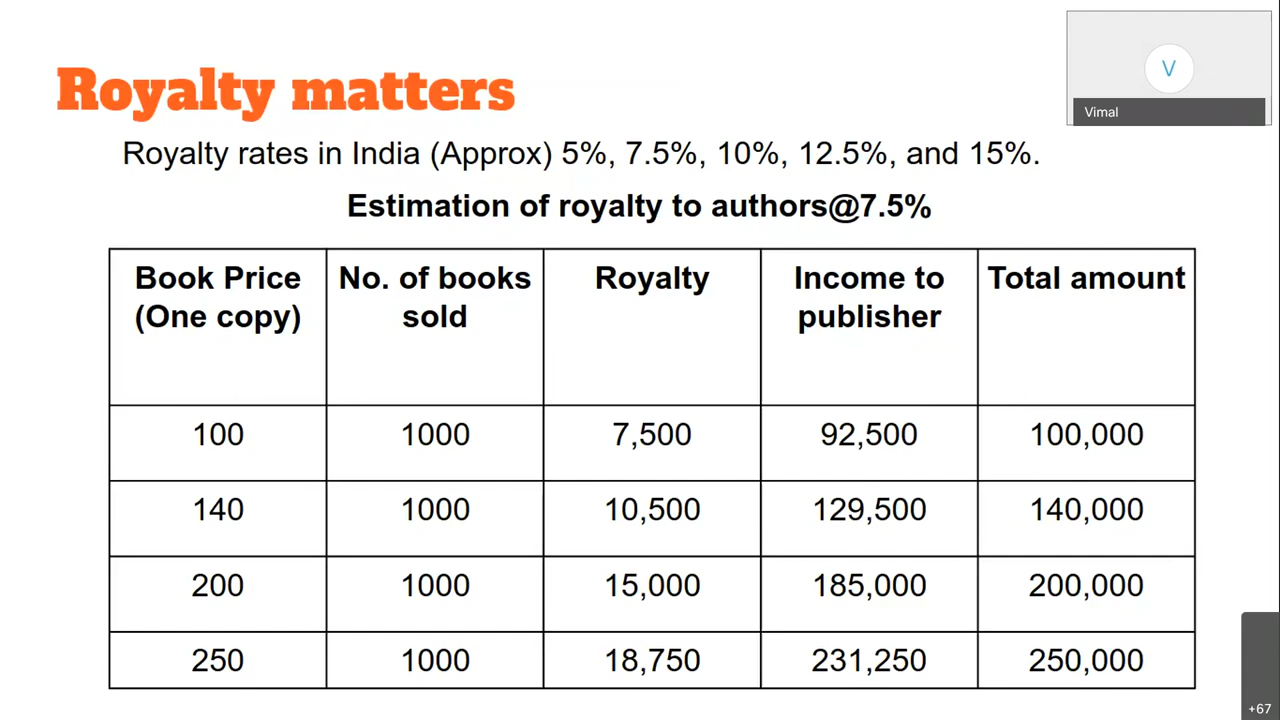 Royalty matters
V
Vimal
Royalty rates in India (Approx) 5%, 7.5%, 10%, 12.5%, and 15%.
Estimation of royalty to authors@7.5%
Book Price (One copy) No. of books sold Royalty Income to publisher Total amount
100 1000 7,500 92,500 100,000
140 1000 10,500 129,500 140,000
200 1000 15,000 185,000 200,000
250 1000 18,750 231,250 250,000
+67